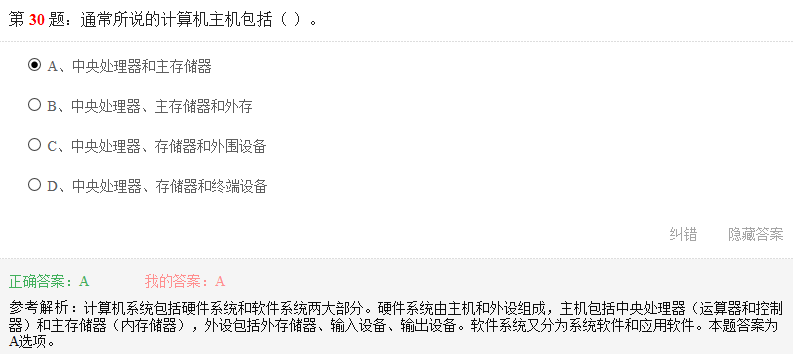 第 30 题：通常所说的计算机主机包括（ ）。
A、中央处理器和主存储器
B、中央处理器、主存储器和外存
C、中央处理器、存储器和外围设备
D、中央处理器、存储器和终端设备
纠错 隐藏答案
正确答案：A 我的答案：A
参考解析：计算机系统包括硬件系统和软件系统两大部分。硬件系统由主机和外设组成，主机包括中央处理器（运算器和控制
器）和主存储器（内存储器），外设包括外存储器、输入设备、输出设备。软件系统又分为系统软件和应用软件。本题答案为
A选项。